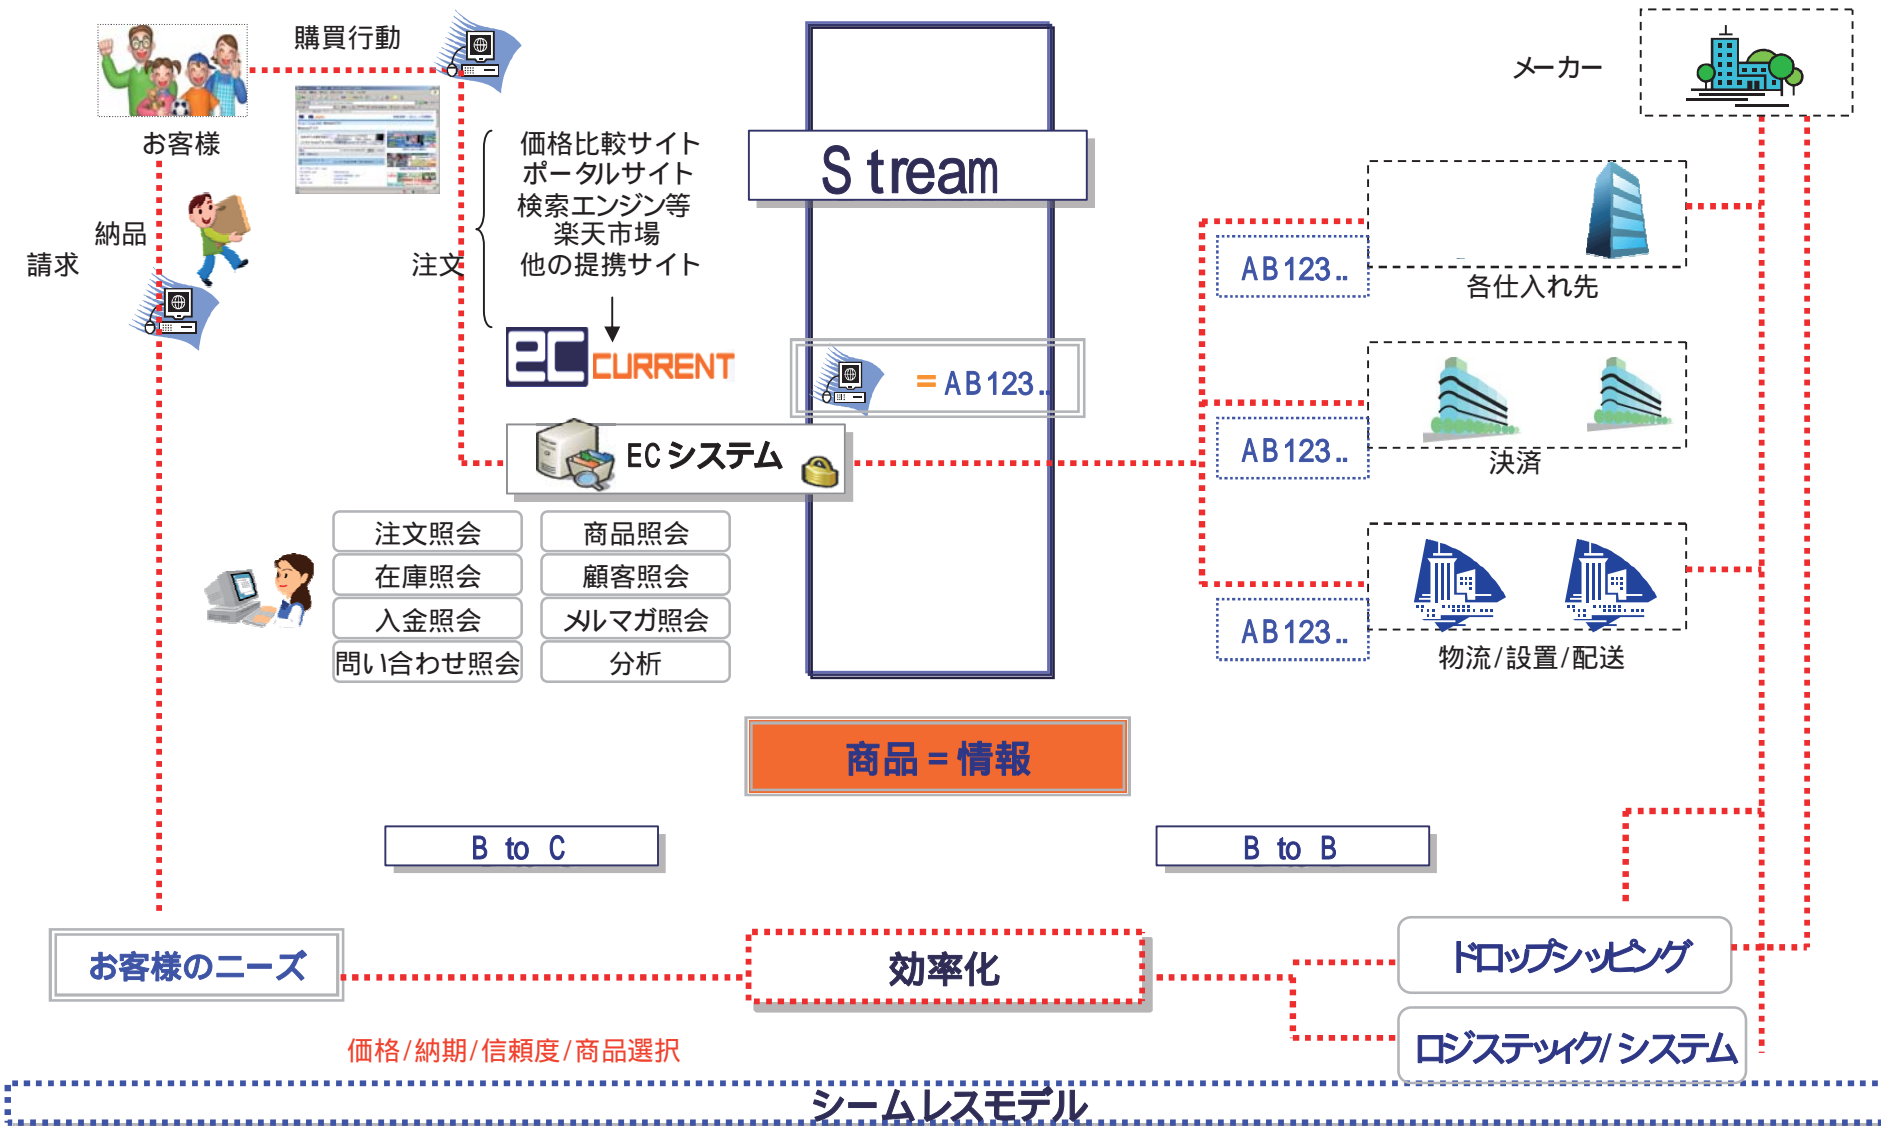 購買行動
お客様
納品
請求
注文
価格比較サイト
ポータルサイト
検索エンジン等
楽天市場
他の提携サイト
eC CURRENT
Stream
= AB123..
ECシステム
注文照会
商品照会
在庫照会
顧客照会
入金照会
メルマガ照会
問い合わせ照会
分析
メーカー
AB123..
各仕入れ先
AB123..
決済
AB123..
物流/設置/配送
商品=情報
B to C
B to B
お客様のニーズ
効率化
ドロップシッピング
ロジスティック/システム
価格/納期/信頼度/商品選択
シームレスモデル